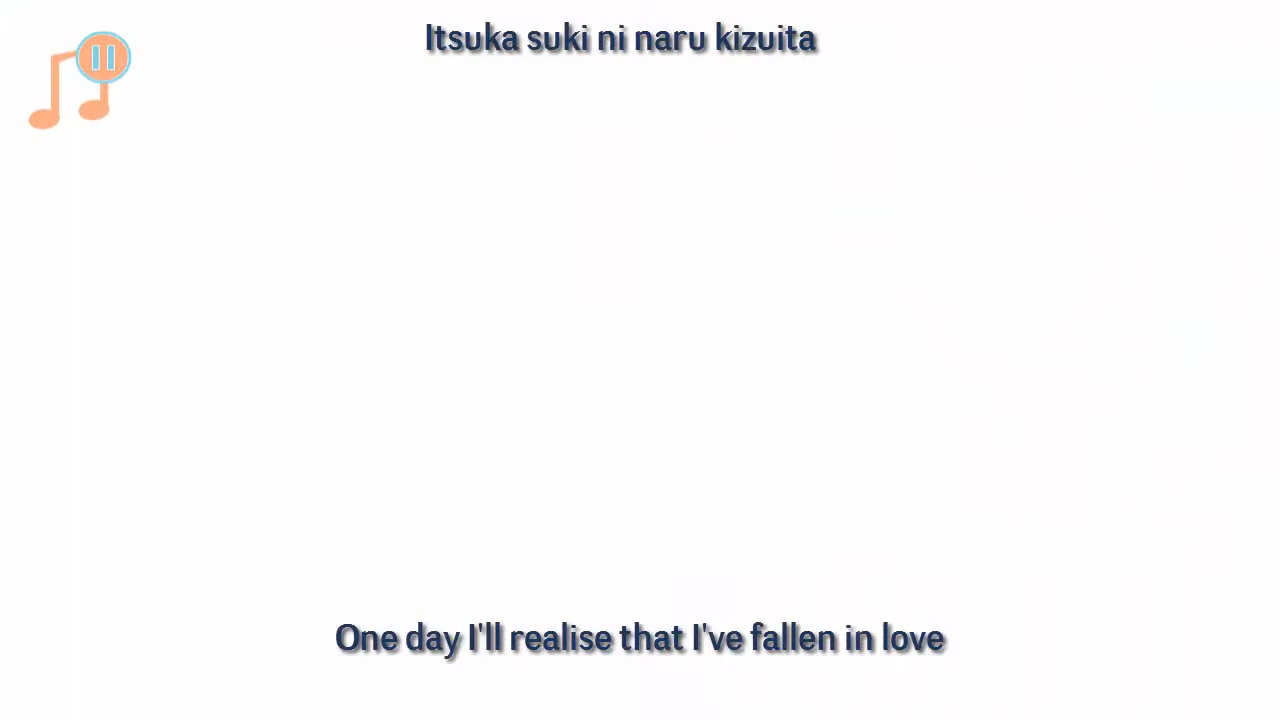 Itsuka suki ni naru kizuita
One day I'll realise that I've fallen in love